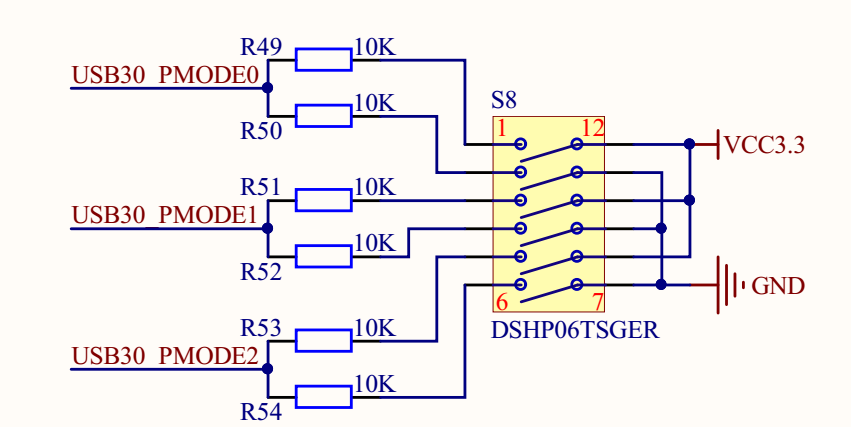 R49 10K
USB30_PMODE0
R50 10K
S8
1 12
VCC3.3
R51 10K
USB30_PMODE1
R52 10K
6 7
GND
DSHP06TSGER
R53 10K
USB30_PMODE2
R54 10K